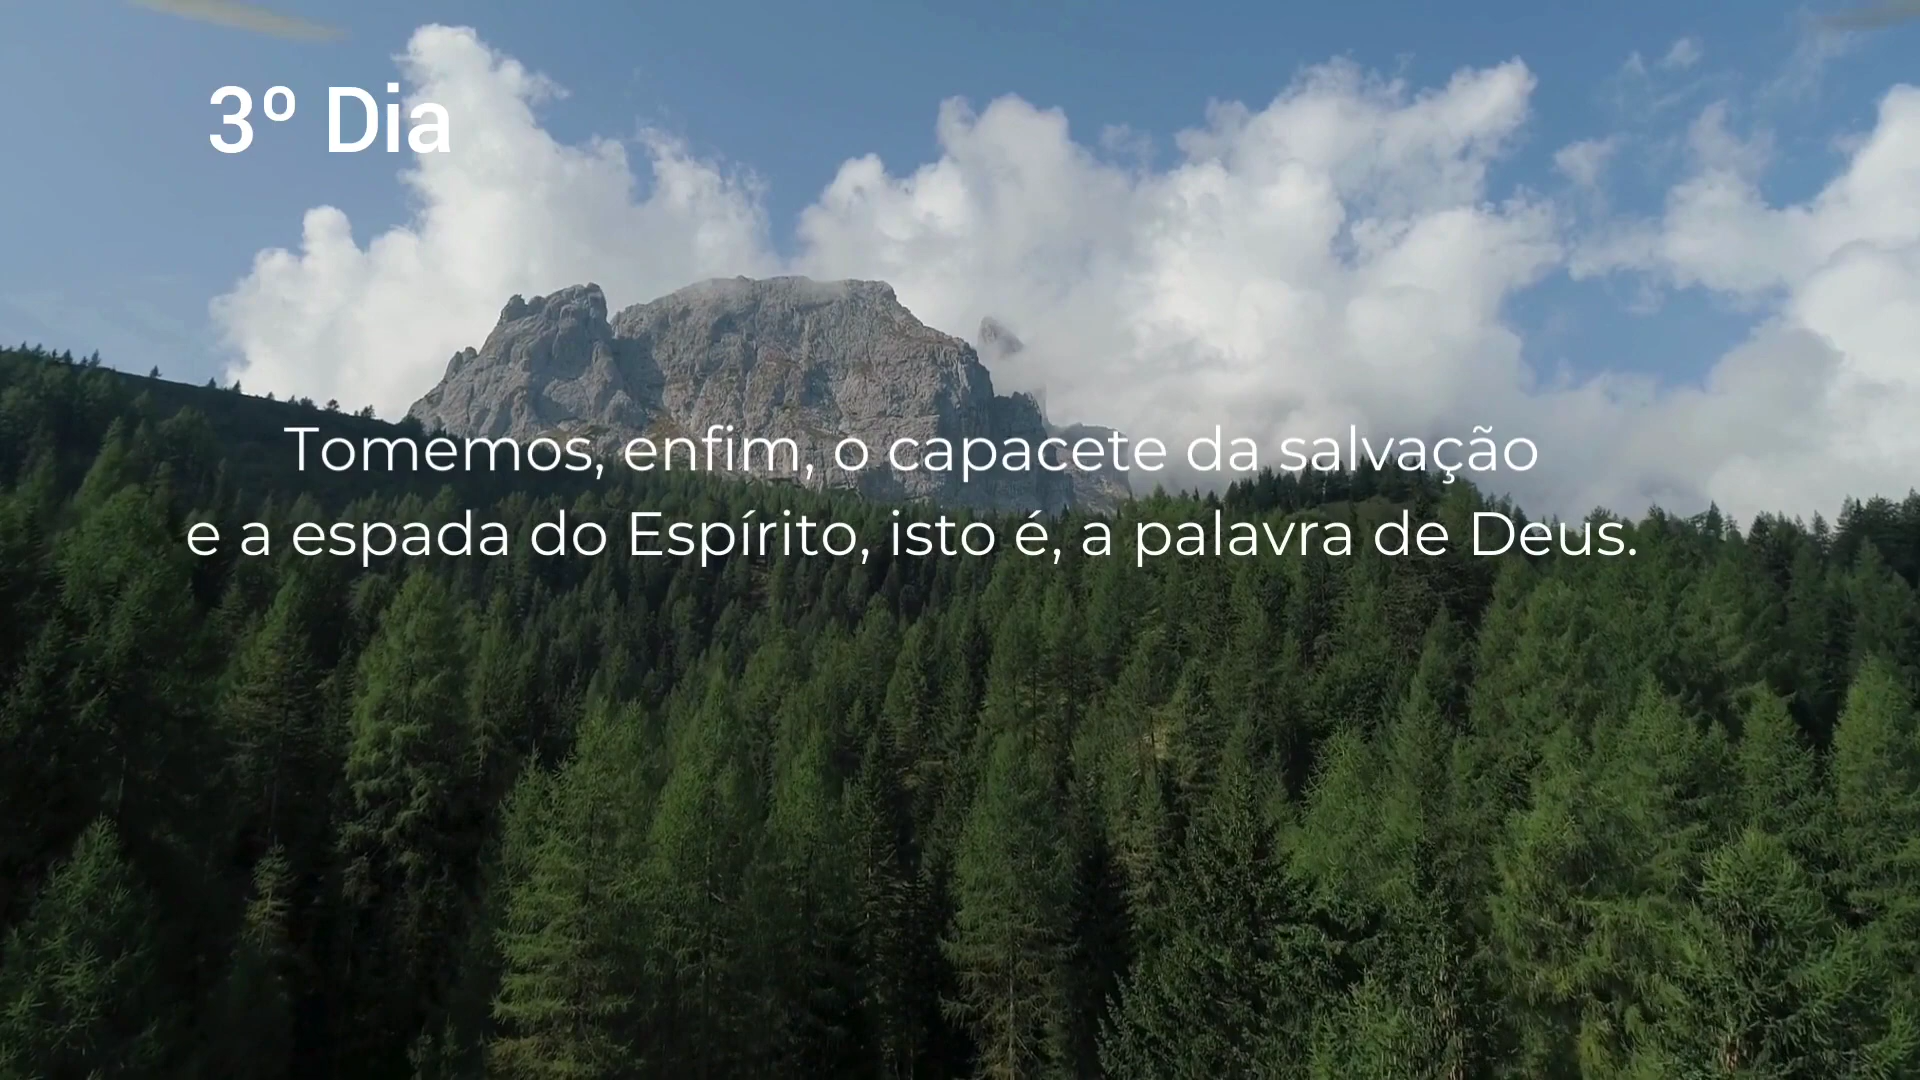 3º Dia
Tomemos, enfim, o capacete da salvação
e a espada do Espírito, isto é, a palavra de Deus.